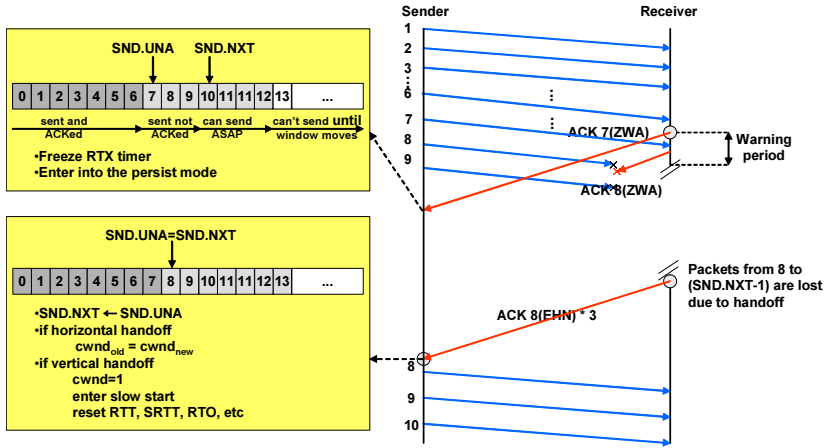 SND.UNA SND.NXT
0 1 2 3 4 5 6 7 8 9 10 11 11 12 13 ...
sent and ACKed
sent not ACKed
can send ASAP
can't send until window moves
•Freeze RTX timer
•Enter into the persist mode
SND.UNA=SND.NXT
0 1 2 3 4 5 6 7 8 9 10 11 11 12 13 ...
•SND.NXT ← SND.UNA
•if horizontal handoff
cwnd_old = cwnd_new
•if vertical handoff
cwnd=1
enter slow start
reset RTT, SRTT, RTO, etc
Sender
Receiver
1
2
3
⋮
6
⋮
7
⋮
8
9
ACK 7(ZWA)
Warning
period
ACK 8(ZWA)
Packets from 8 to
(SND.NXT-1) are lost
due to handoff
ACK 8(EHN) * 3
8
9
10